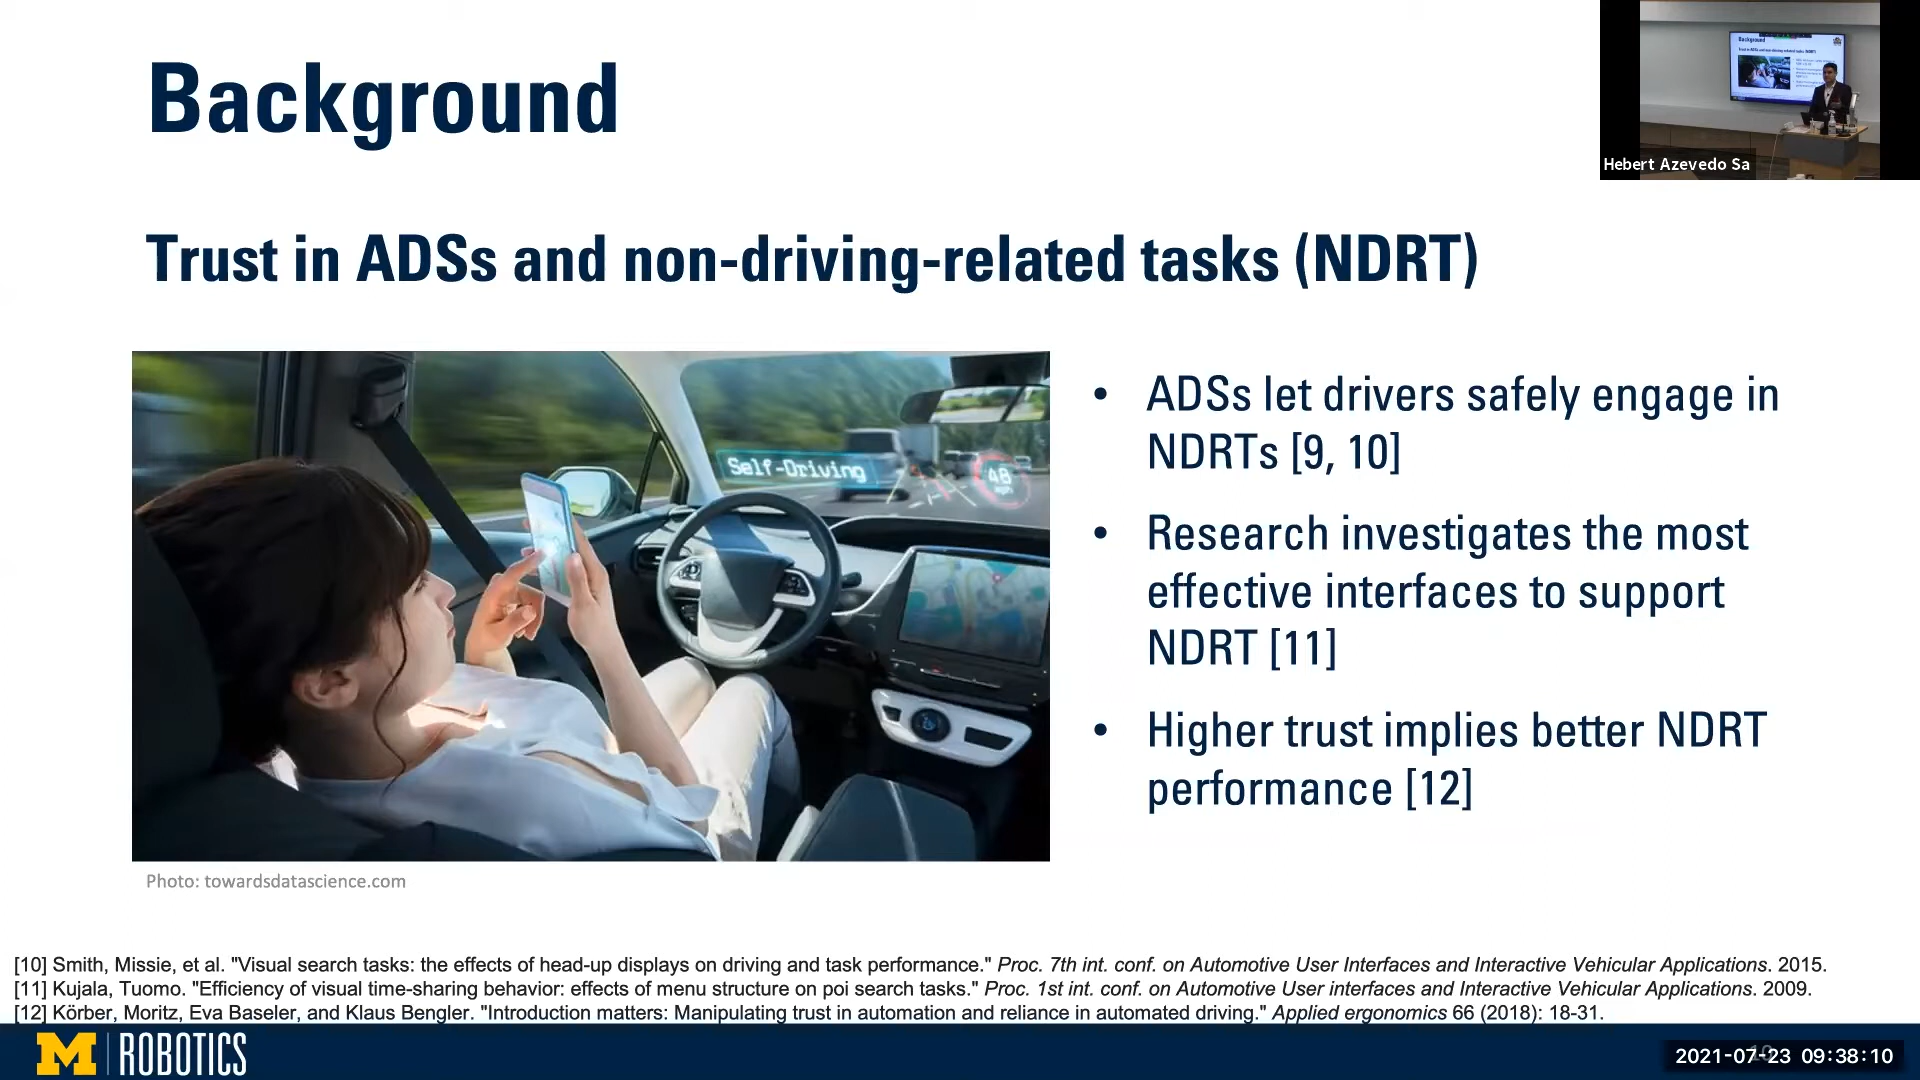 Background
Hebert Azevedo Sa
Trust in ADSs and non-driving-related tasks (NDRT)
Self-Driving
48
mph
• ADSs let drivers safely engage in
NDRTs [9, 10]
• Research investigates the most
effective interfaces to support
NDRT [11]
• Higher trust implies better NDRT
performance [12]
Photo: towardsdatascience.com
[10] Smith, Missie, et al. "Visual search tasks: the effects of head-up displays on driving and task performance." Proc. 7th int. conf. on Automotive User Interfaces and Interactive Vehicular Applications. 2015.
[11] Kujala, Tuomo. "Efficiency of visual time-sharing behavior: effects of menu structure on poi search tasks." Proc. 1st int. conf. on Automotive User interfaces and Interactive Vehicular Applications. 2009.
[12] Körber, Moritz, Eva Baseler, and Klaus Bengler. "Introduction matters: Manipulating trust in automation and reliance in automated driving." Applied ergonomics 66 (2018): 18-31.
M ROBOTICS
2021-07-23 09:38:10